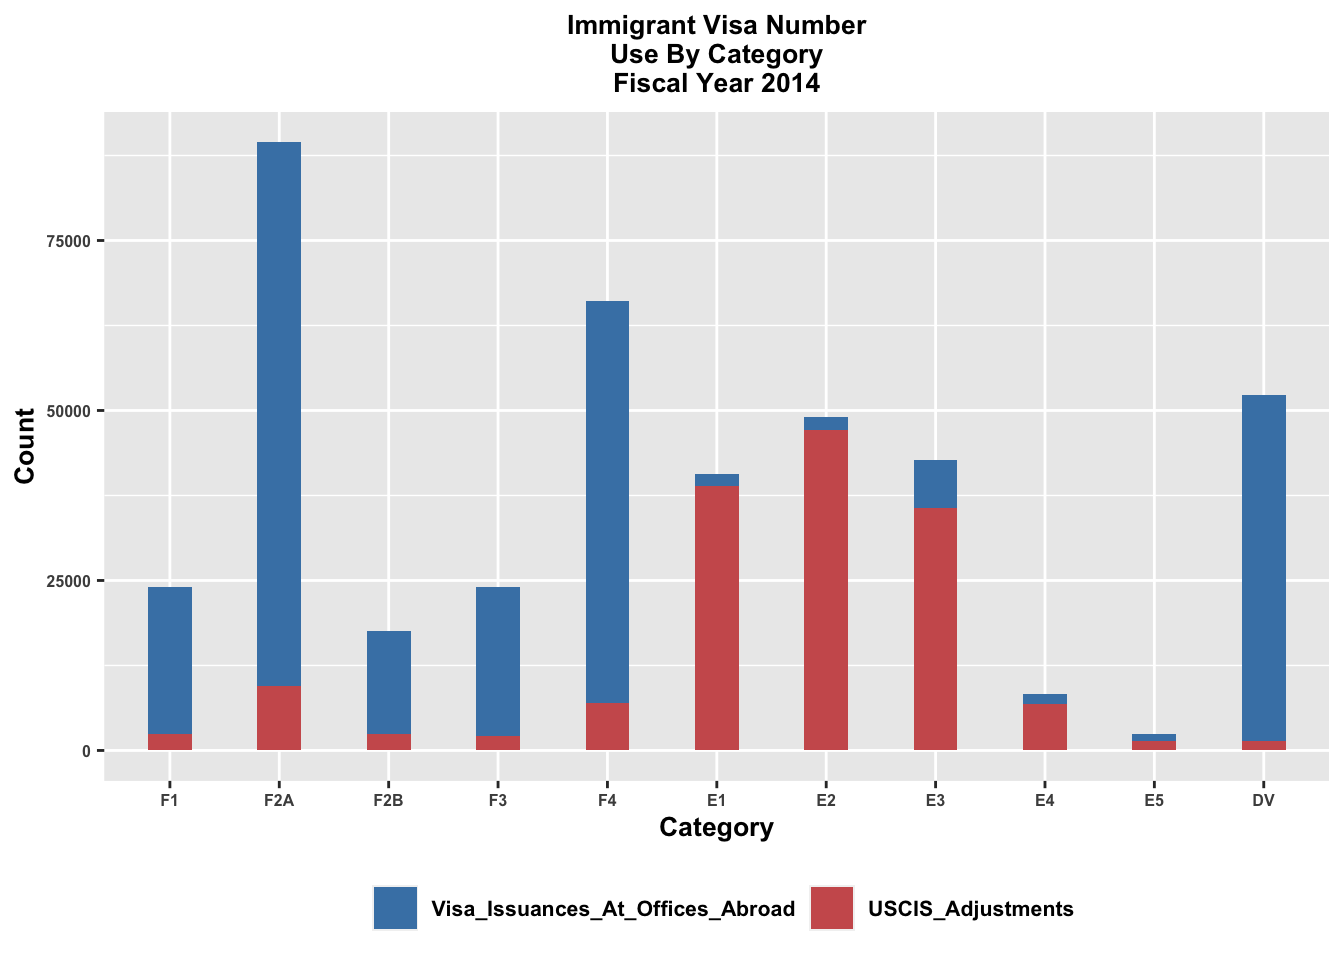 Immigrant Visa Number
Use By Category
Fiscal Year 2014
Count
75000
50000
25000
0
F1 F2A F2B F3 F4 E1 E2 E3 E4 E5 DV
Category
Visa_Issuances_At_Offices_Abroad USCIS_Adjustments